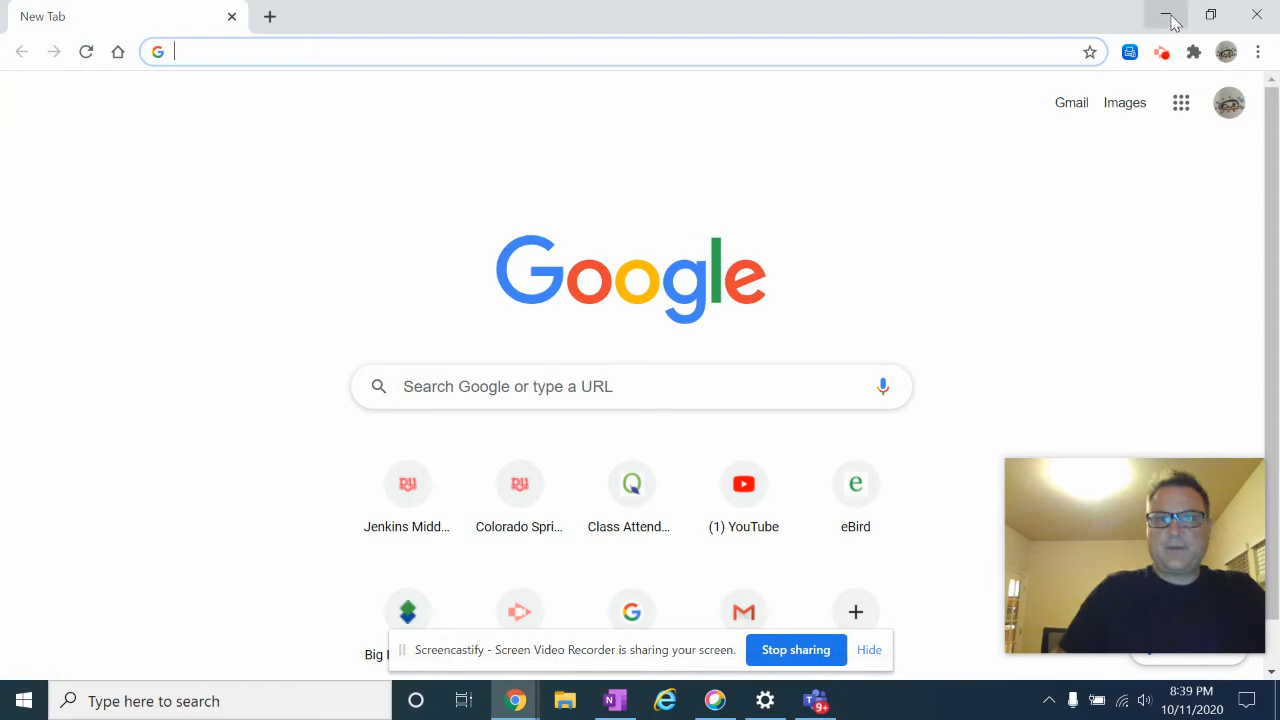 New Tab
Gmail Images
Google
Search Google or type a URL
Jenkins Midd... Colorado Spri... Class Attend... (1) YouTube eBird
Big
Screencastify - Screen Video Recorder is sharing your screen. Stop sharing Hide
Type here to search
9+
8:39 PM
10/11/2020